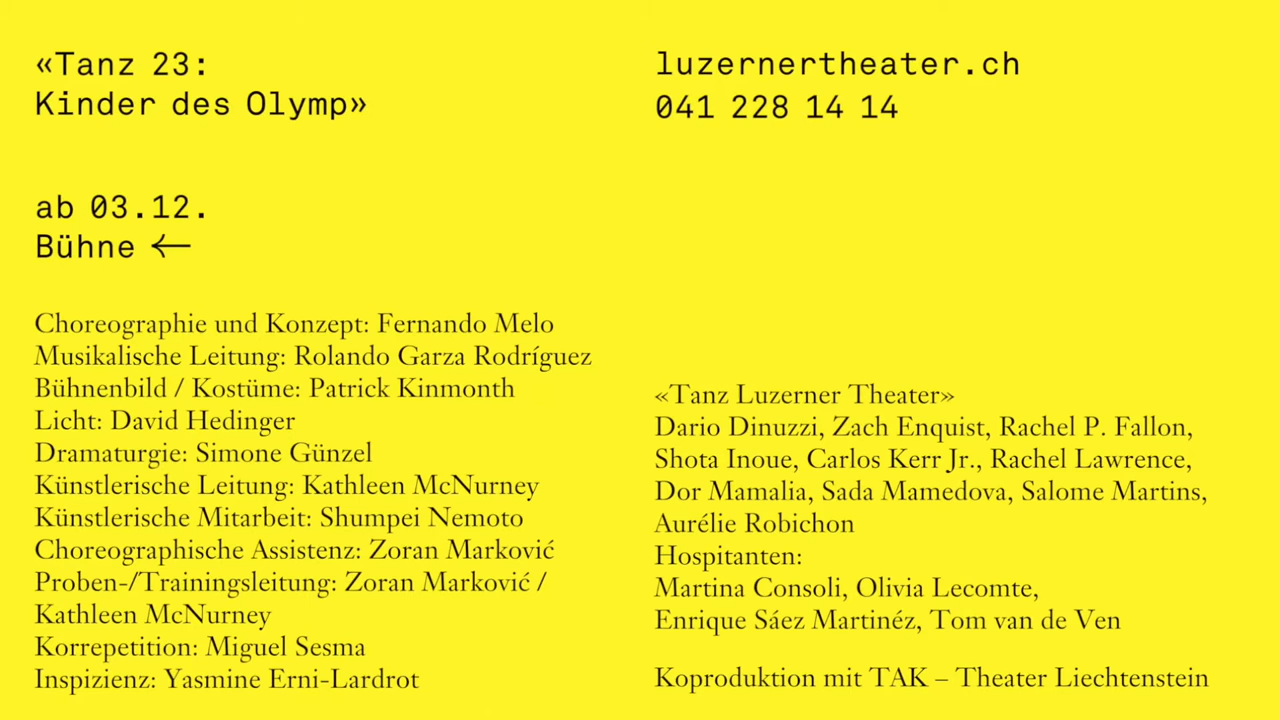 «Tanz 23:
Kinder des Olymp»
ab 03.12.
Bühne ←
Choreographie und Konzept: Fernando Melo
Musikalische Leitung: Rolando Garza Rodríguez
Bühnenbild / Kostüme: Patrick Kinmonth
Licht: David Hedinger
Dramaturgie: Simone Günzel
Künstlerische Leitung: Kathleen McNurney
Künstlerische Mitarbeit: Shumpei Nemoto
Choreographische Assistenz: Zoran Marković
Proben-/Trainingsleitung: Zoran Marković /
Kathleen McNurney
Korrepetition: Miguel Sesma
Inspizienz: Yasmine Erni-Lardrot
luzernertheater.ch
041 228 14 14
«Tanz Luzerner Theater»
Dario Dinuzzi, Zach Enquist, Rachel P. Fallon,
Shota Inoue, Carlos Kerr Jr., Rachel Lawrence,
Dor Mamalia, Sada Mamedova, Salome Martins,
Aurélie Robichon
Hospitanten:
Martina Consoli, Olivia Lecomte,
Enrique Sáez Martinéz, Tom van de Ven
Koproduktion mit TAK – Theater Liechtenstein